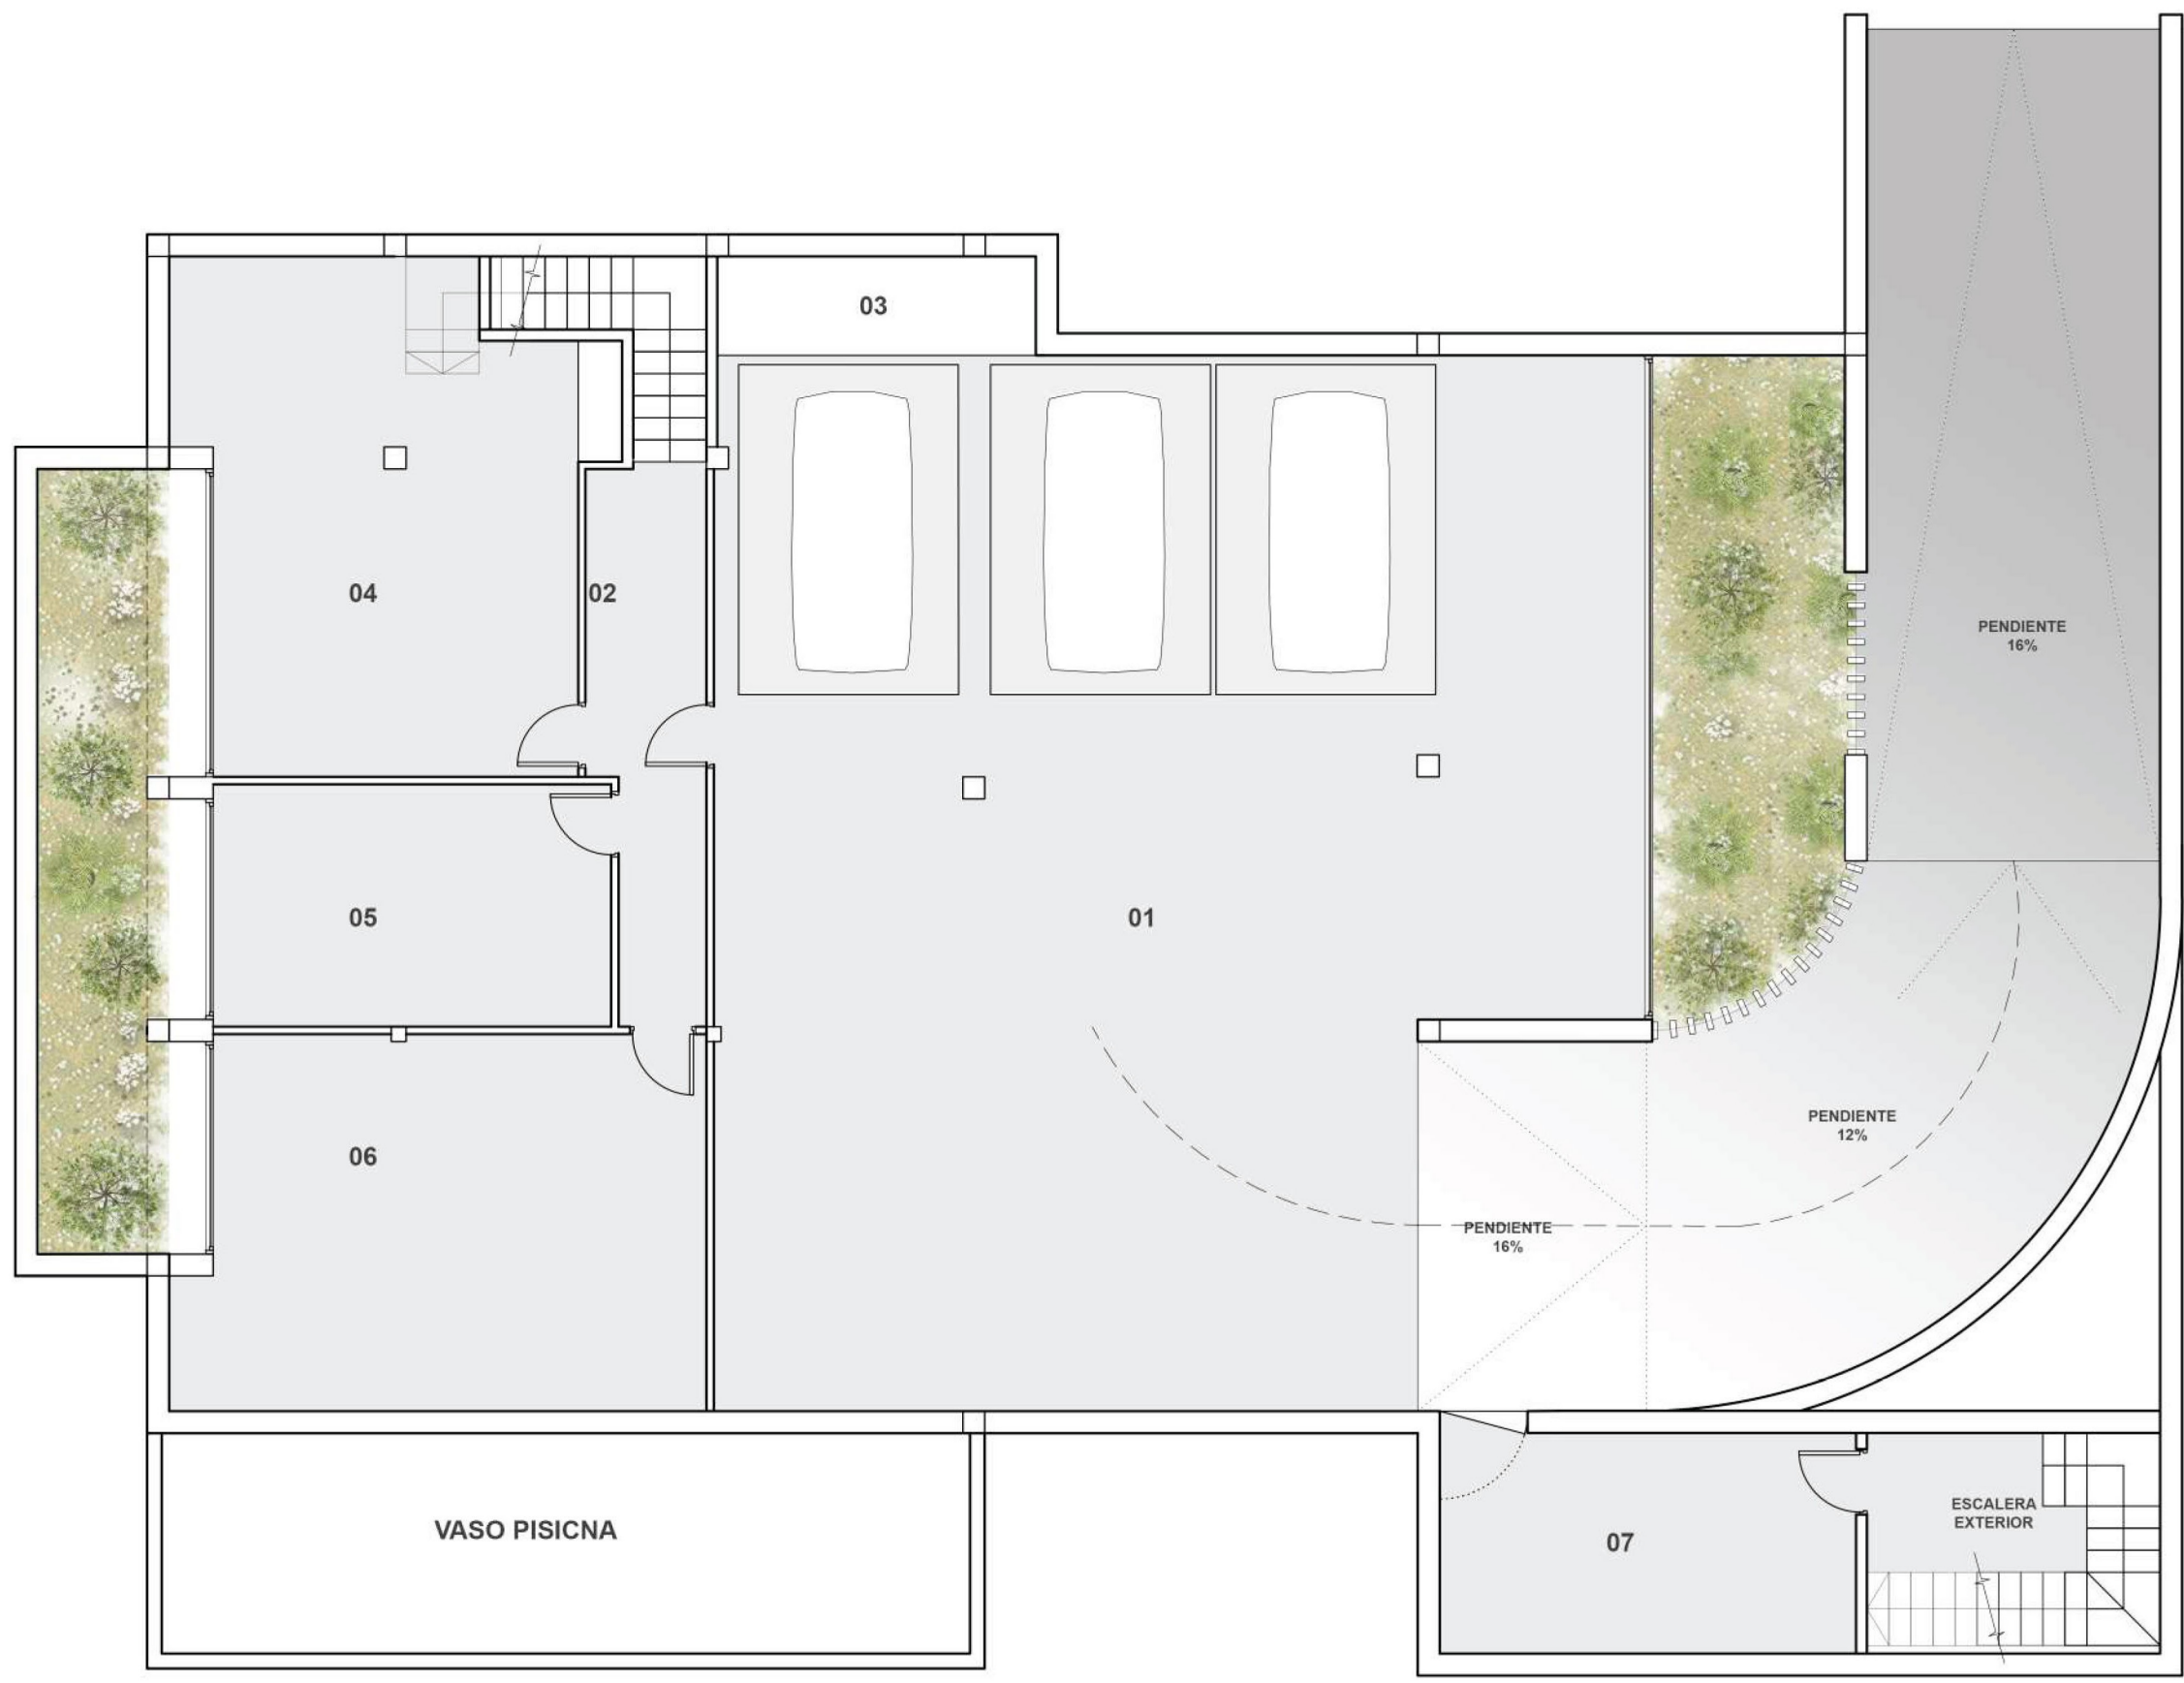 03
04
02
PENDIENTE
16%
05
01
PENDIENTE
12%
06
PENDIENTE
16%
VASO PISICNA
07
ESCALERA
EXTERIOR